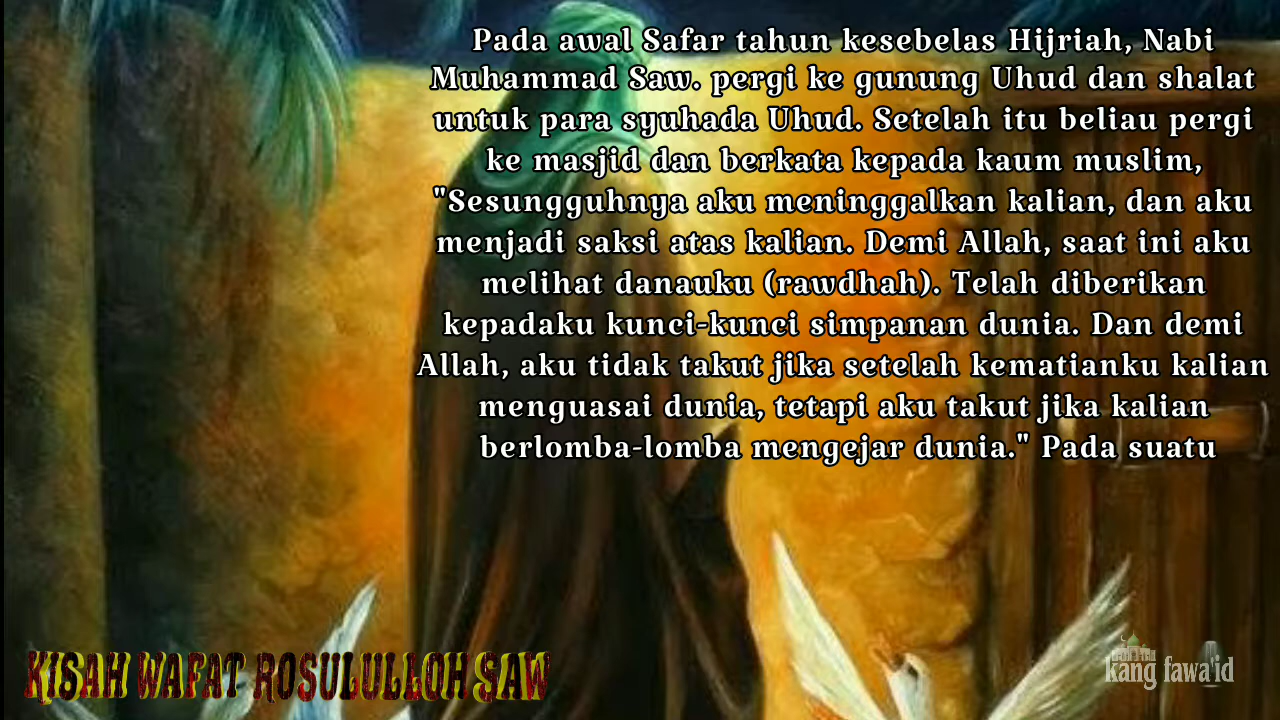 Pada awal Safar tahun kesebelas Hijriah, Nabi
Muhammad Saw. pergi ke gunung Uhud dan shalat
untuk para syuhada Uhud. Setelah itu beliau pergi
ke masjid dan berkata kepada kaum muslim,
"Sesungguhnya aku meninggalkan kalian, dan aku
menjadi saksi atas kalian. Demi Allah, saat ini aku
melihat danauku (rawdhah). Telah diberikan
kepadaku kunci-kunci simpanan dunia. Dan demi
Allah, aku tidak takut jika setelah kematianku kalian
menguasai dunia, tetapi aku takut jika kalian
berlomba-lomba mengejar dunia." Pada suatu
KISAH WAFAT ROSULULLOH SAW
kang fawa'id